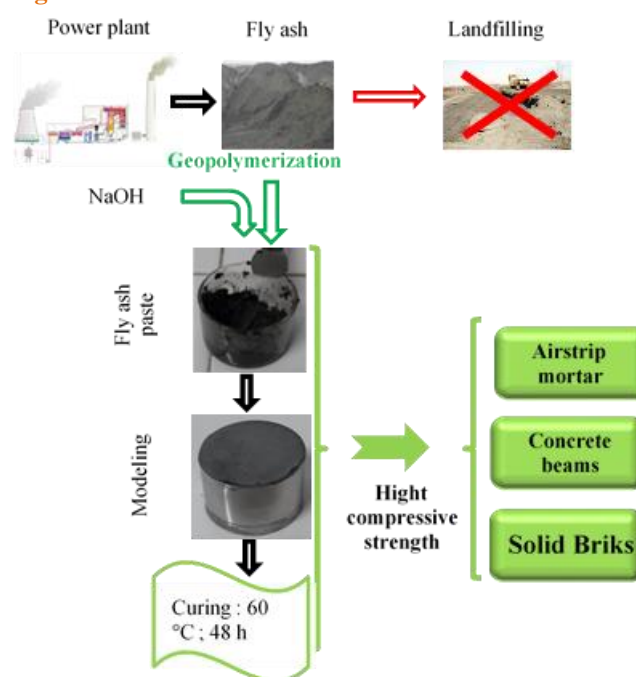 Power plant
Fly ash
Landfilling
Geopolymerization
NaOH
Fly ash
paste
Modeling
Curing : 60
°C ; 48 h
Hight
compressive
strength
Airstrip
mortar
Concrete
beams
Solid Briks